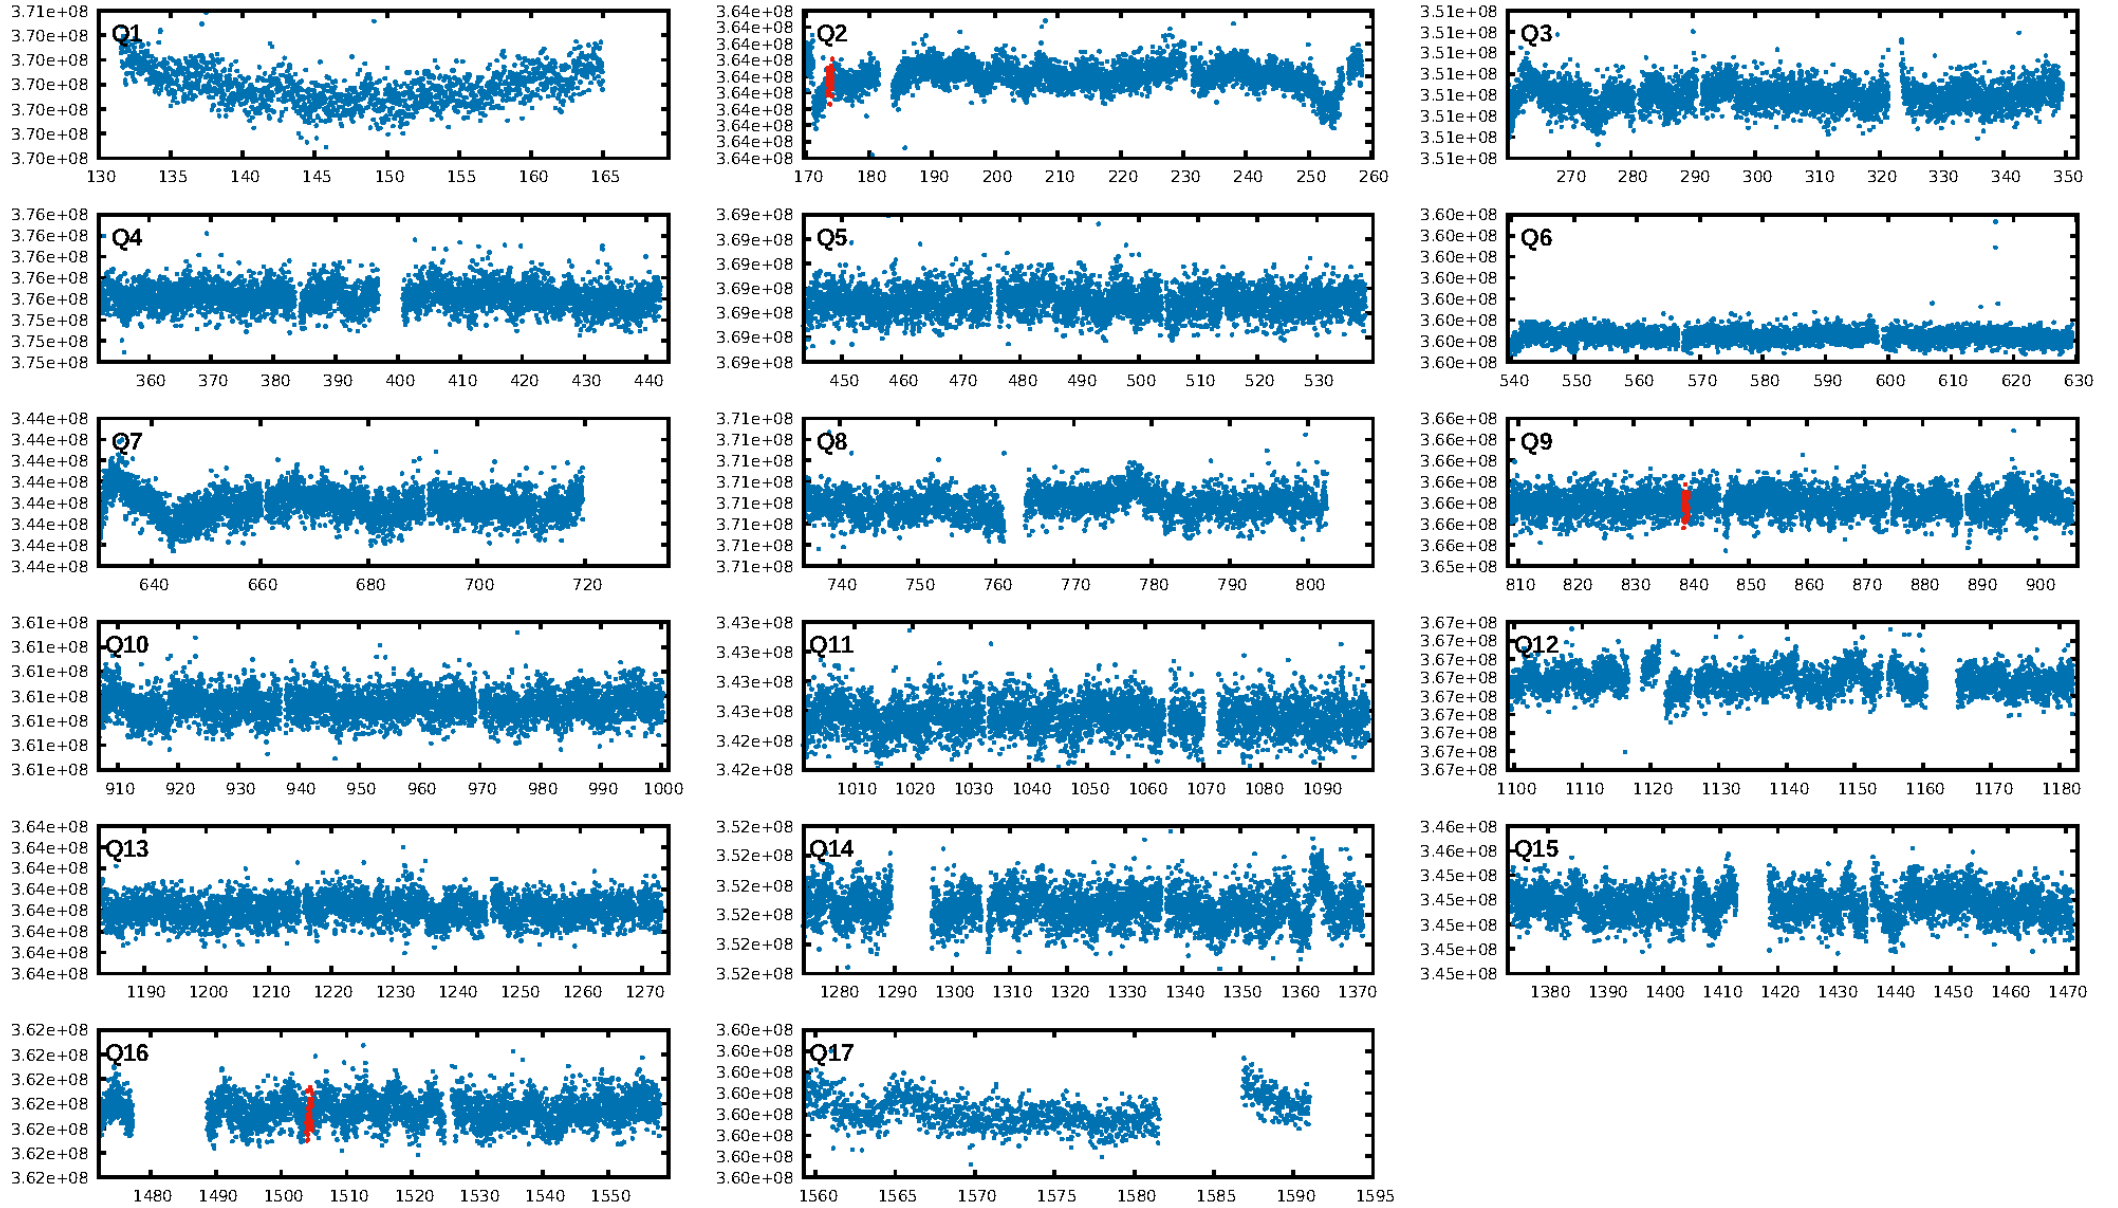 3.71e+08 3.70e+08 3.70e+08 3.70e+08 3.70e+08 3.70e+08 3.70e+08
Q1
130 135 140 145 150 155 160 165
3.64e+08 3.64e+08 3.64e+08 3.64e+08 3.64e+08 3.64e+08 3.64e+08 3.64e+08 3.64e+08 3.64e+08
Q2
170 180 190 200 210 220 230 240 250 260
3.51e+08 3.51e+08 3.51e+08 3.51e+08 3.51e+08 3.51e+08 3.51e+08 3.51e+08
Q3
270 280 290 300 310 320 330 340 350
3.76e+08 3.76e+08 3.76e+08 3.76e+08 3.76e+08 3.75e+08 3.75e+08 3.75e+08
Q4
360 370 380 390 400 410 420 430 440
3.69e+08 3.69e+08 3.69e+08 3.69e+08 3.69e+08 3.69e+08 3.69e+08
Q5
450 460 470 480 490 500 510 520 530
3.60e+08 3.60e+08 3.60e+08 3.60e+08 3.60e+08 3.60e+08 3.60e+08 3.60e+08
Q6
540 550 560 570 580 590 600 610 620 630
3.44e+08 3.44e+08 3.44e+08 3.44e+08 3.44e+08 3.44e+08 3.44e+08 3.44e+08
Q7
640 660 680 700 720
3.71e+08 3.71e+08 3.71e+08 3.71e+08 3.71e+08 3.71e+08 3.71e+08 3.71e+08
Q8
740 750 760 770 780 790 800
3.66e+08 3.66e+08 3.66e+08 3.66e+08 3.66e+08 3.66e+08 3.66e+08 3.65e+08
Q9
810 820 830 840 850 860 870 880 890 900
3.61e+08 3.61e+08 3.61e+08 3.61e+08 3.61e+08 3.61e+08 3.61e+08
Q10
910 920 930 940 950 960 970 980 990 1000
3.43e+08 3.43e+08 3.43e+08 3.43e+08 3.42e+08 3.42e+08
Q11
1010 1020 1030 1040 1050 1060 1070 1080 1090
3.67e+08 3.67e+08 3.67e+08 3.67e+08 3.67e+08 3.67e+08 3.67e+08 3.67e+08 3.67e+08
Q12
1100 1110 1120 1130 1140 1150 1160 1170 1180
3.64e+08 3.64e+08 3.64e+08 3.64e+08 3.64e+08 3.64e+08 3.64e+08 3.64e+08
Q13
1190 1200 1210 1220 1230 1240 1250 1260 1270
3.52e+08 3.52e+08 3.52e+08 3.52e+08 3.52e+08 3.52e+08
Q14
1280 1290 1300 1310 1320 1330 1340 1350 1360 1370
3.46e+08 3.46e+08 3.45e+08 3.45e+08 3.45e+08 3.45e+08 3.45e+08
Q15
1380 1390 1400 1410 1420 1430 1440 1450 1460 1470
3.62e+08 3.62e+08 3.62e+08 3.62e+08 3.62e+08 3.62e+08 3.62e+08
Q16
1480 1490 1500 1510 1520 1530 1540 1550
3.60e+08 3.60e+08 3.60e+08 3.60e+08 3.60e+08 3.60e+08 3.60e+08 3.60e+08
Q17
1560 1565 1570 1575 1580 1585 1590 1595